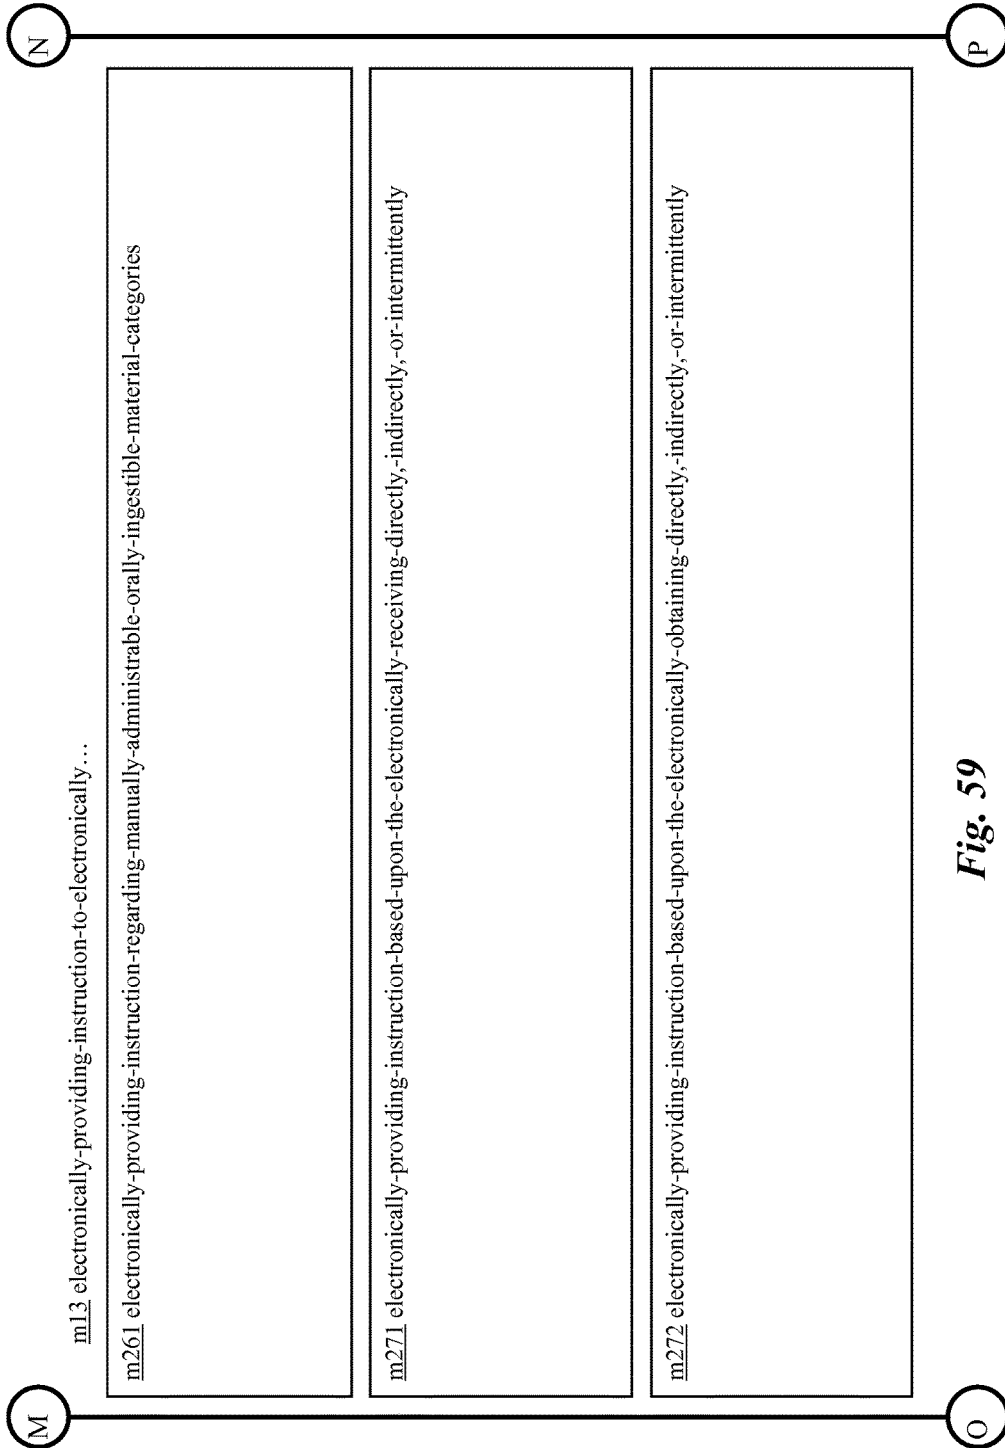 M
N
m13 electronically-providing-instruction-to-electronically…
m261 electronically-providing-instruction-regarding-manually-administrable-orally-ingestible-material-categories
m271 electronically-providing-instruction-based-upon-the-electronically-receiving-directly,-indirectly,-or-intermittently
m272 electronically-providing-instruction-based-upon-the-electronically-obtaining-directly,-indirectly,-or-intermittently
O
P
Fig. 59